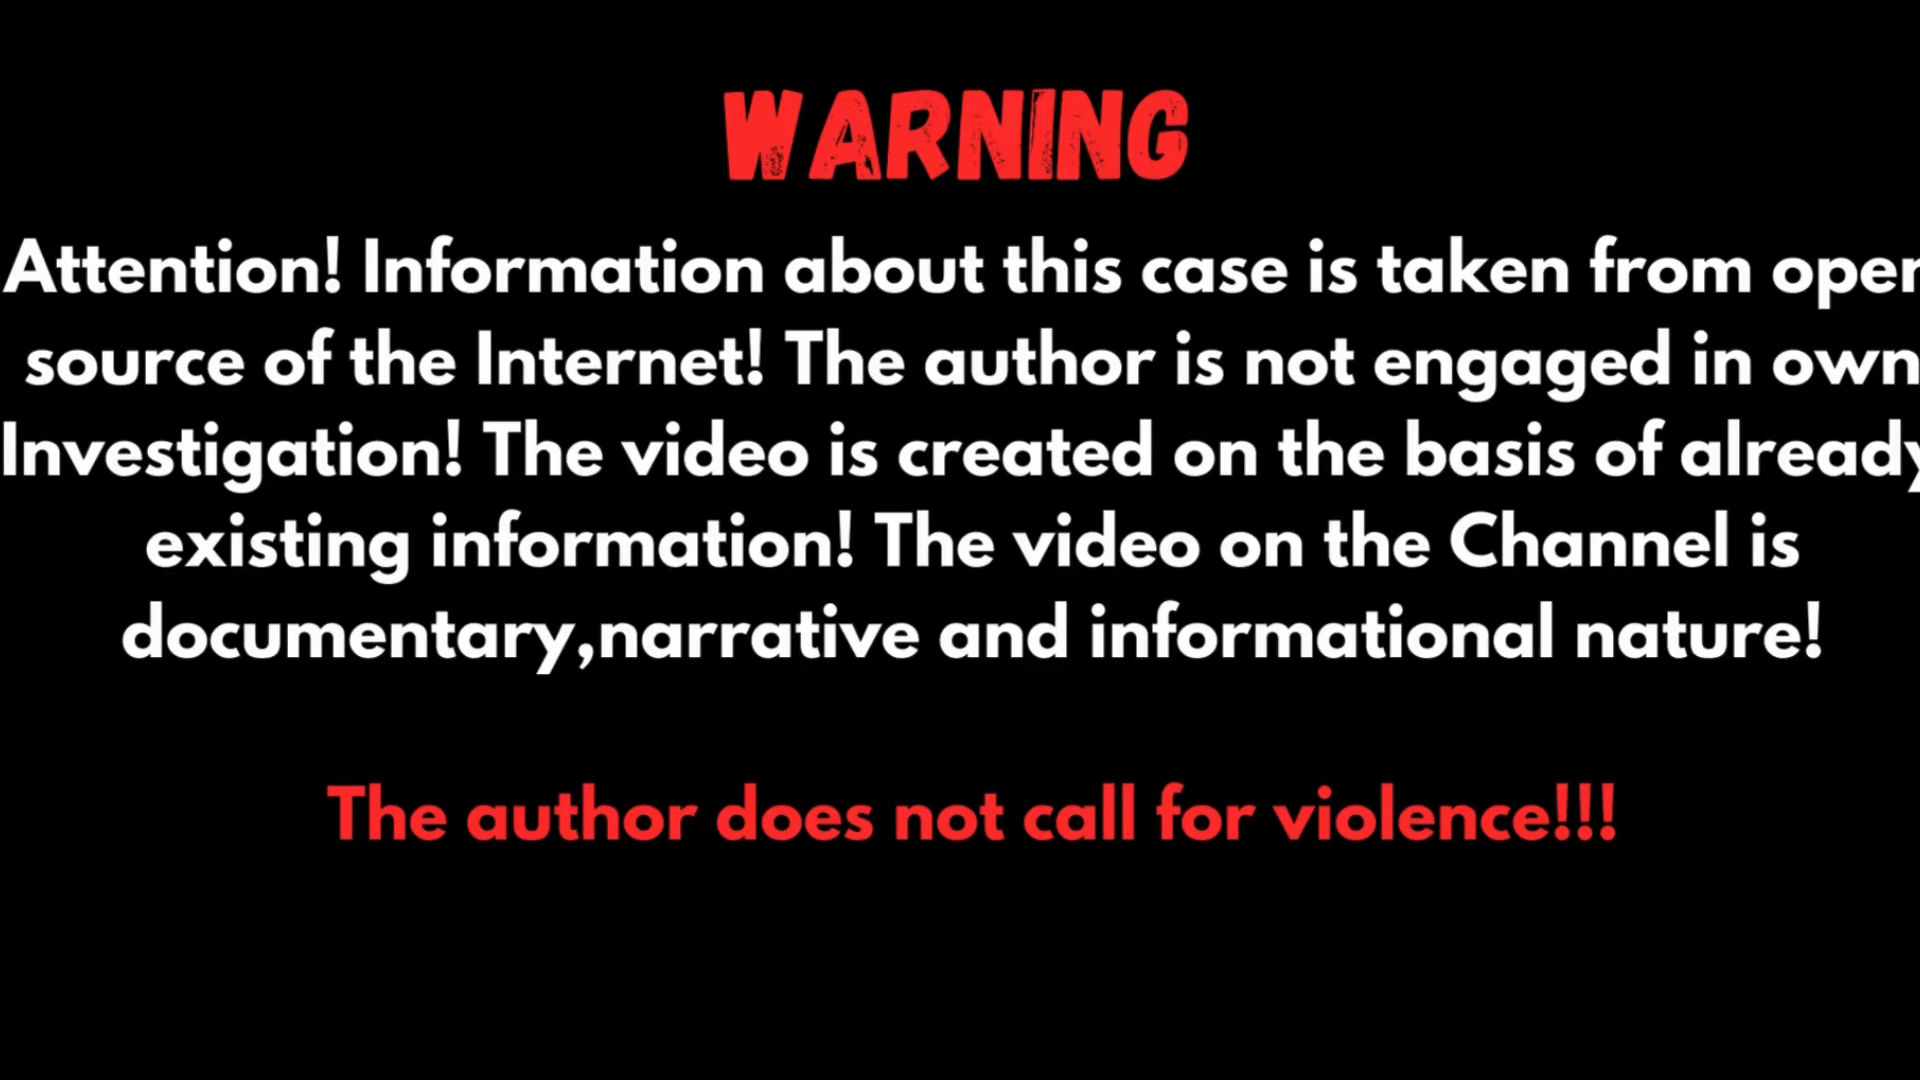 WARNING
Attention! Information about this case is taken from open
source of the Internet! The author is not engaged in own
Investigation! The video is created on the basis of already
existing information! The video on the Channel is
documentary,narrative and informational nature!
The author does not call for violence!!!